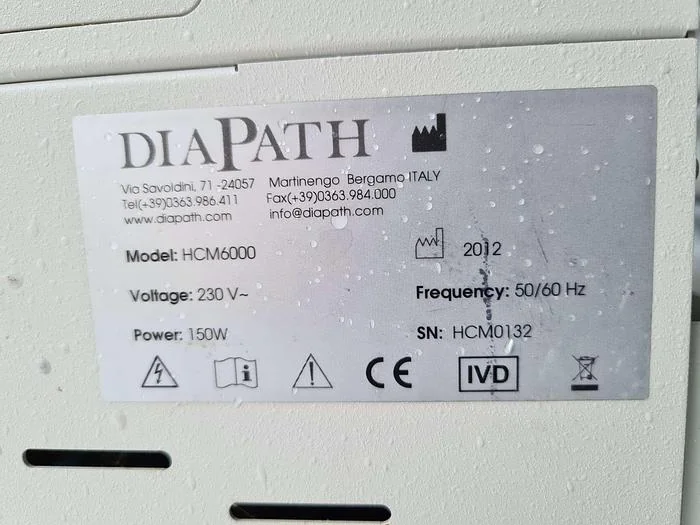 DIAPATH
Via Savoldini, 71 -24057 Martinengo Bergamo ITALY
Tel(+39)0363.986.411 Fax(+39)0363.984.000
www.diapath.com info@diapath.com
Model: HCM6000 2012
Voltage: 230 V~ Frequency: 50/60 Hz
Power: 150W SN: HCM0132
i ! CE IVD